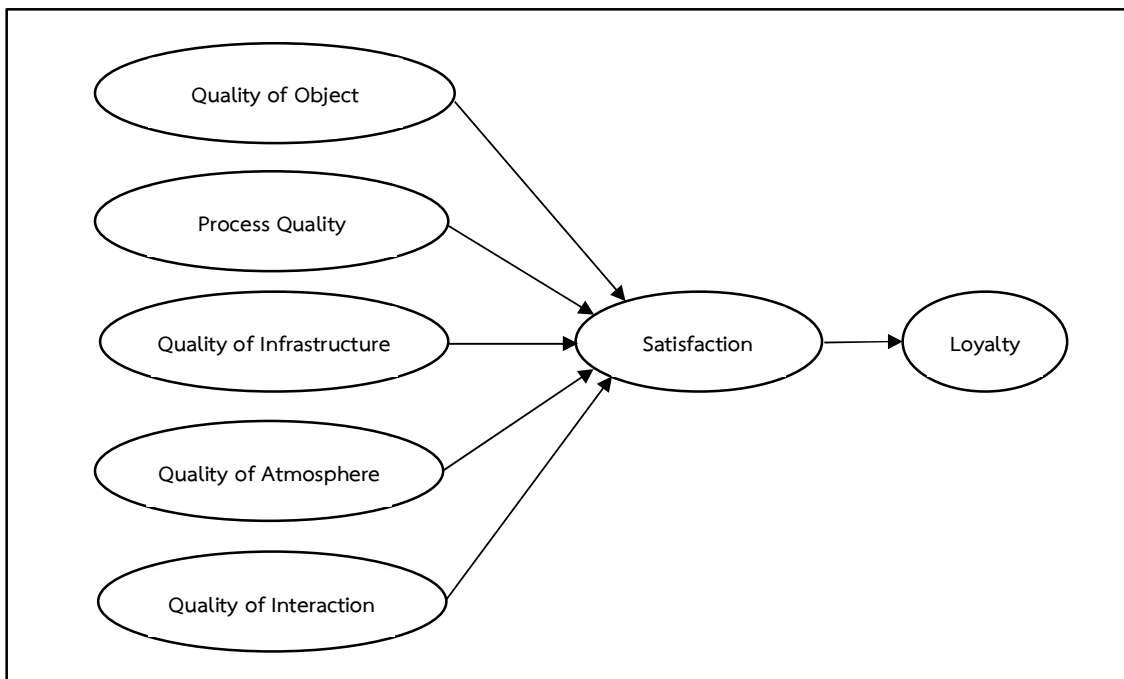 Quality of Object
Process Quality
Quality of Infrastructure
Satisfaction
Loyalty
Quality of Atmosphere
Quality of Interaction